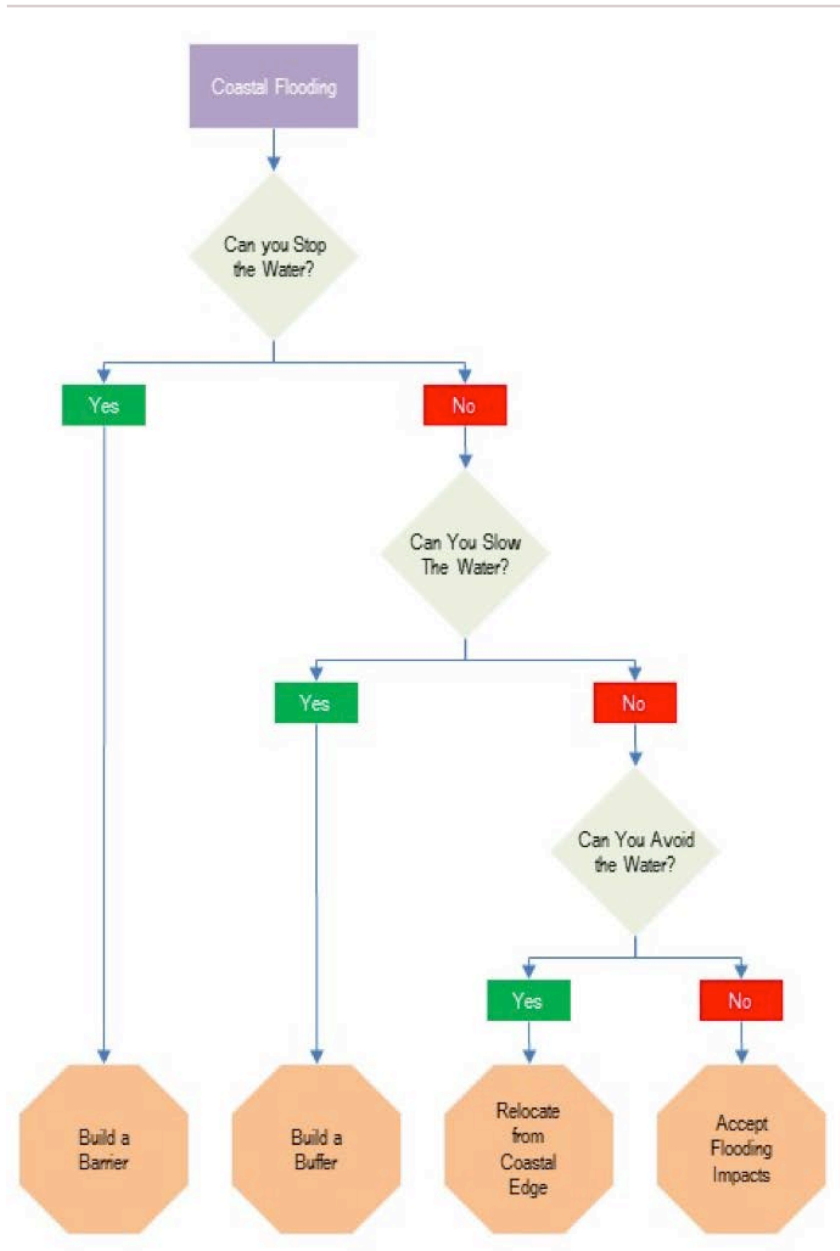 Coastal Flooding
Can you Stop
the Water?
Yes
No
Can You Slow
The Water?
Yes
No
Can You Avoid
the Water?
Yes
No
Build a
Barrier
Build a
Buffer
Relocate
from
Coastal
Edge
Accept
Flooding
Impacts